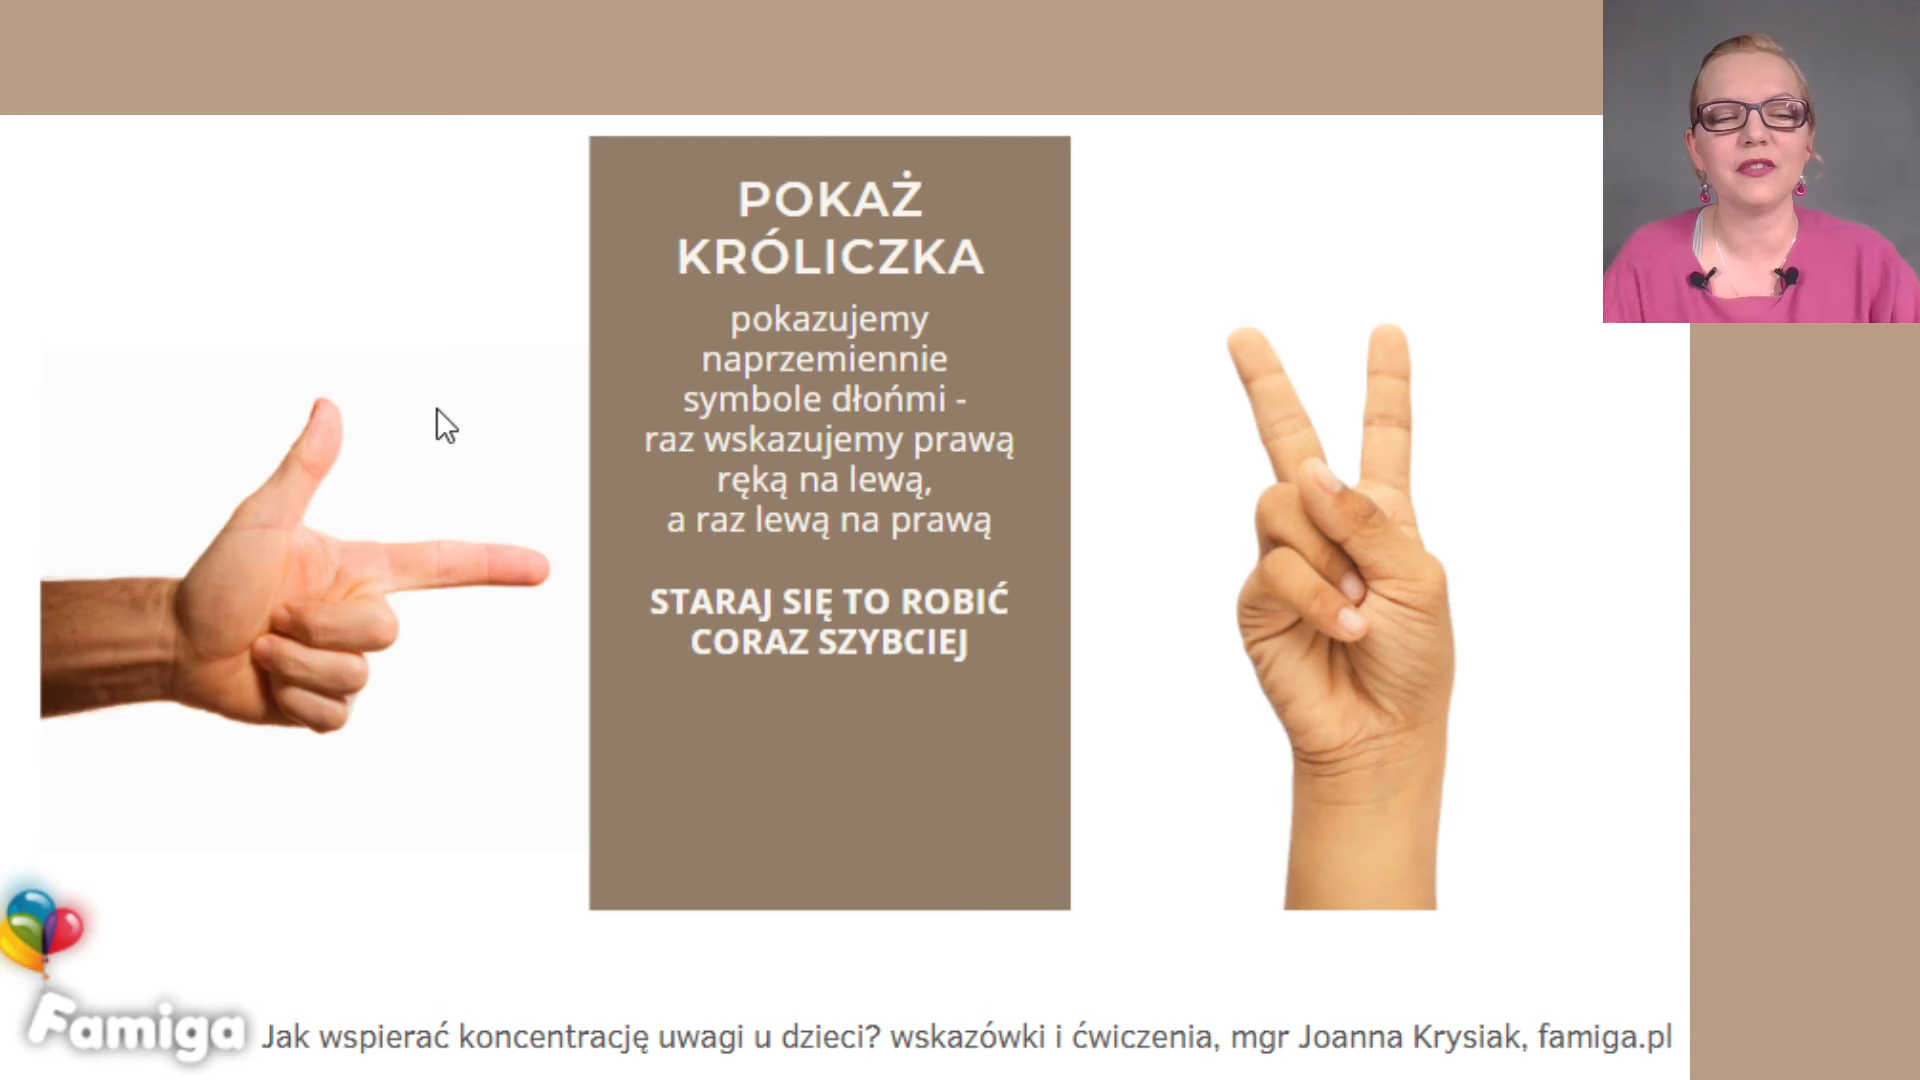 POKAŻ
KRÓLICZKA
pokazujemy
naprzemiennie
symbole dłońmi -
raz wskazujemy prawą
ręką na lewą,
a raz lewą na prawą
STARAJ SIĘ TO ROBIĆ
CORAZ SZYBCIEJ
Famiga
Jak wspierać koncentrację uwagi u dzieci? wskazówki i ćwiczenia, mgr Joanna Krysiak, famiga.pl